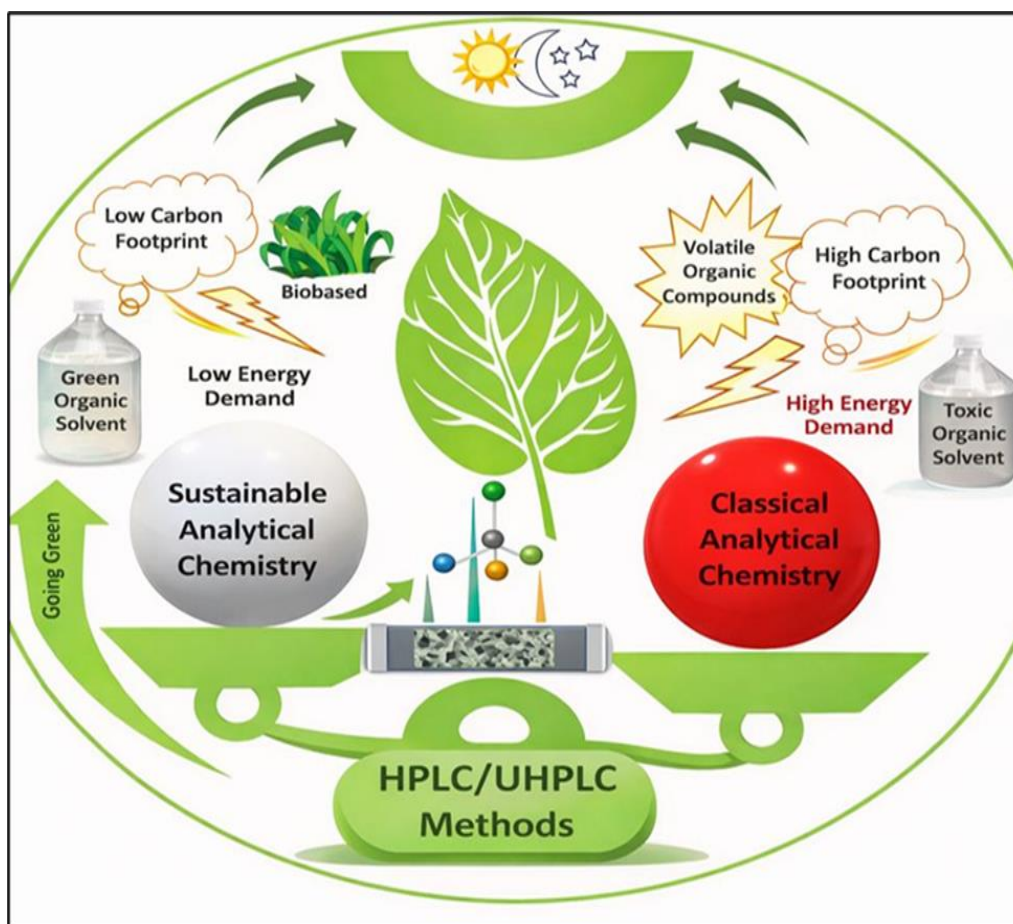 Low Carbon
Footprint
Biobased
Volatile
Organic
Compounds
High Carbon
Footprint
Green
Organic
Solvent
Low Energy
Demand
High Energy
Demand
Toxic
Organic
Solvent
Going Green
Sustainable
Analytical
Chemistry
Classical
Analytical
Chemistry
HPLC/UHPLC
Methods